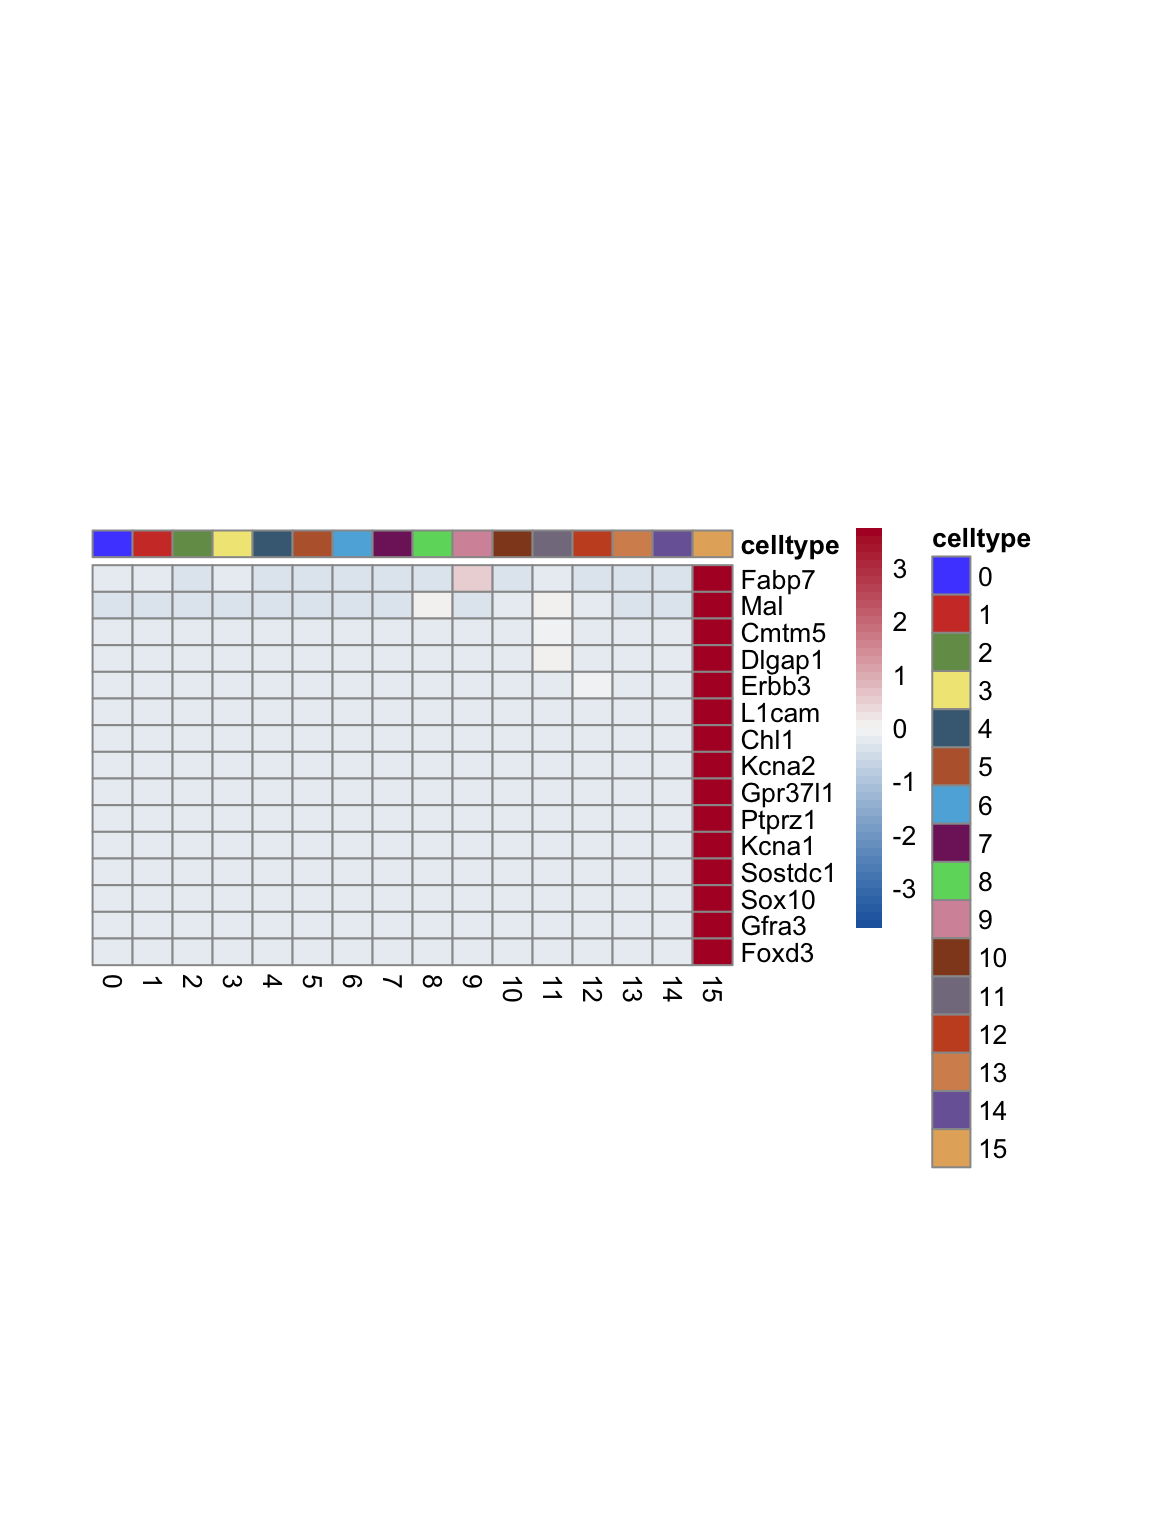 celltype
Fabp7
Mal
Cmtm5
Dlgap1
Erbb3
L1cam
Chl1
Kcna2
Gpr37l1
Ptprz1
Kcna1
Sostdc1
Sox10
Gfra3
Foxd3
0 1 2 3 4 5 6 7 8 9 10 11 12 13 14 15
3
2
1
0
-1
-2
-3
celltype
0
1
2
3
4
5
6
7
8
9
10
11
12
13
14
15